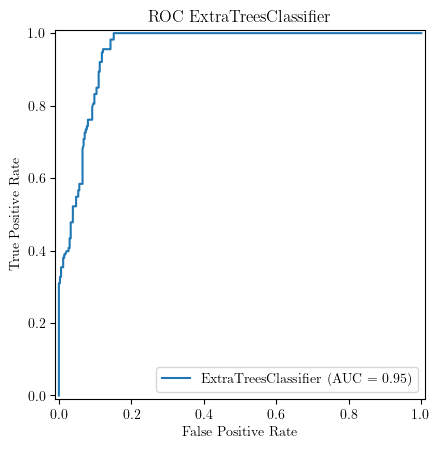 ROC ExtraTreesClassifier
1.0
0.8
0.6
0.4
0.2
0.0
True Positive Rate
ExtraTreesClassifier (AUC = 0.95)
0.0 0.2 0.4 0.6 0.8 1.0
False Positive Rate